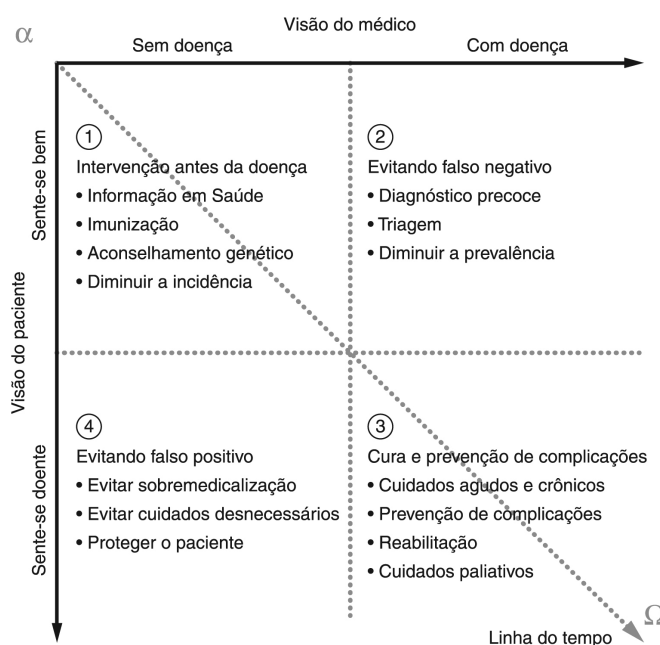 α
Visão do médico
Sem doença
Com doença
Visão do paciente
Sente-se bem
Sente-se doente
1
Intervenção antes da doença
• Informação em Saúde
• Imunização
• Aconselhamento genético
• Diminuir a incidência
2
Evitando falso negativo
• Diagnóstico precoce
• Triagem
• Diminuir a prevalência
4
Evitando falso positivo
• Evitar sobremedicalização
• Evitar cuidados desnecessários
• Proteger o paciente
3
Cura e prevenção de complicações
• Cuidados agudos e crônicos
• Prevenção de complicações
• Reabilitação
• Cuidados paliativos
Ω
Linha do tempo